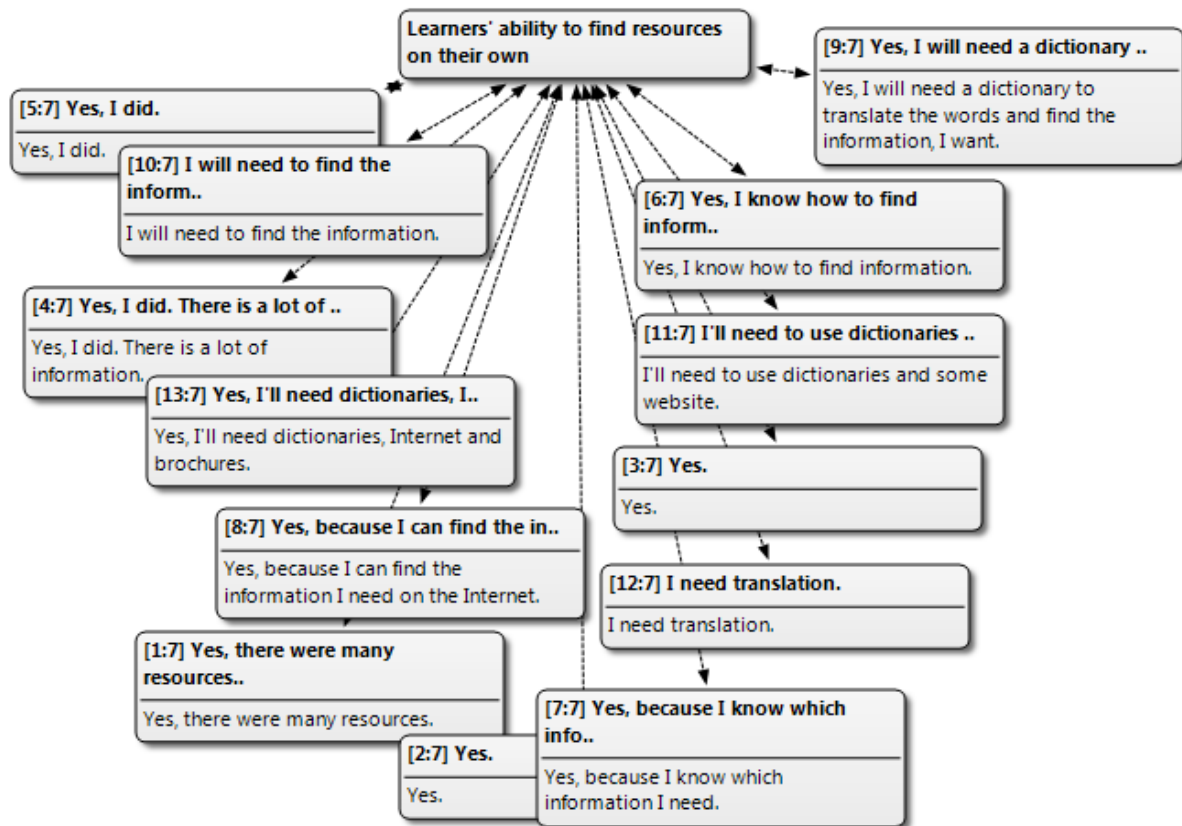 Learners' ability to find resources
on their own
[9:7] Yes, I will need a dictionary ..
Yes, I will need a dictionary to
translate the words and find the
information, I want.
[5:7] Yes, I did.
Yes, I did.
[10:7] I will need to find the
inform..
I will need to find the information.
[6:7] Yes, I know how to find
inform..
Yes, I know how to find information.
[4:7] Yes, I did. There is a lot of ..
Yes, I did. There is a lot of
information.
[11:7] I'll need to use dictionaries ..
I'll need to use dictionaries and some
website.
[13:7] Yes, I'll need dictionaries, I..
Yes, I'll need dictionaries, Internet and
brochures.
[3:7] Yes.
Yes.
[8:7] Yes, because I can find the in..
Yes, because I can find the
information I need on the Internet.
[12:7] I need translation.
I need translation.
[1:7] Yes, there were many
resources..
Yes, there were many resources.
[7:7] Yes, because I know which
info..
Yes, because I know which
information I need.
[2:7] Yes.
Yes.